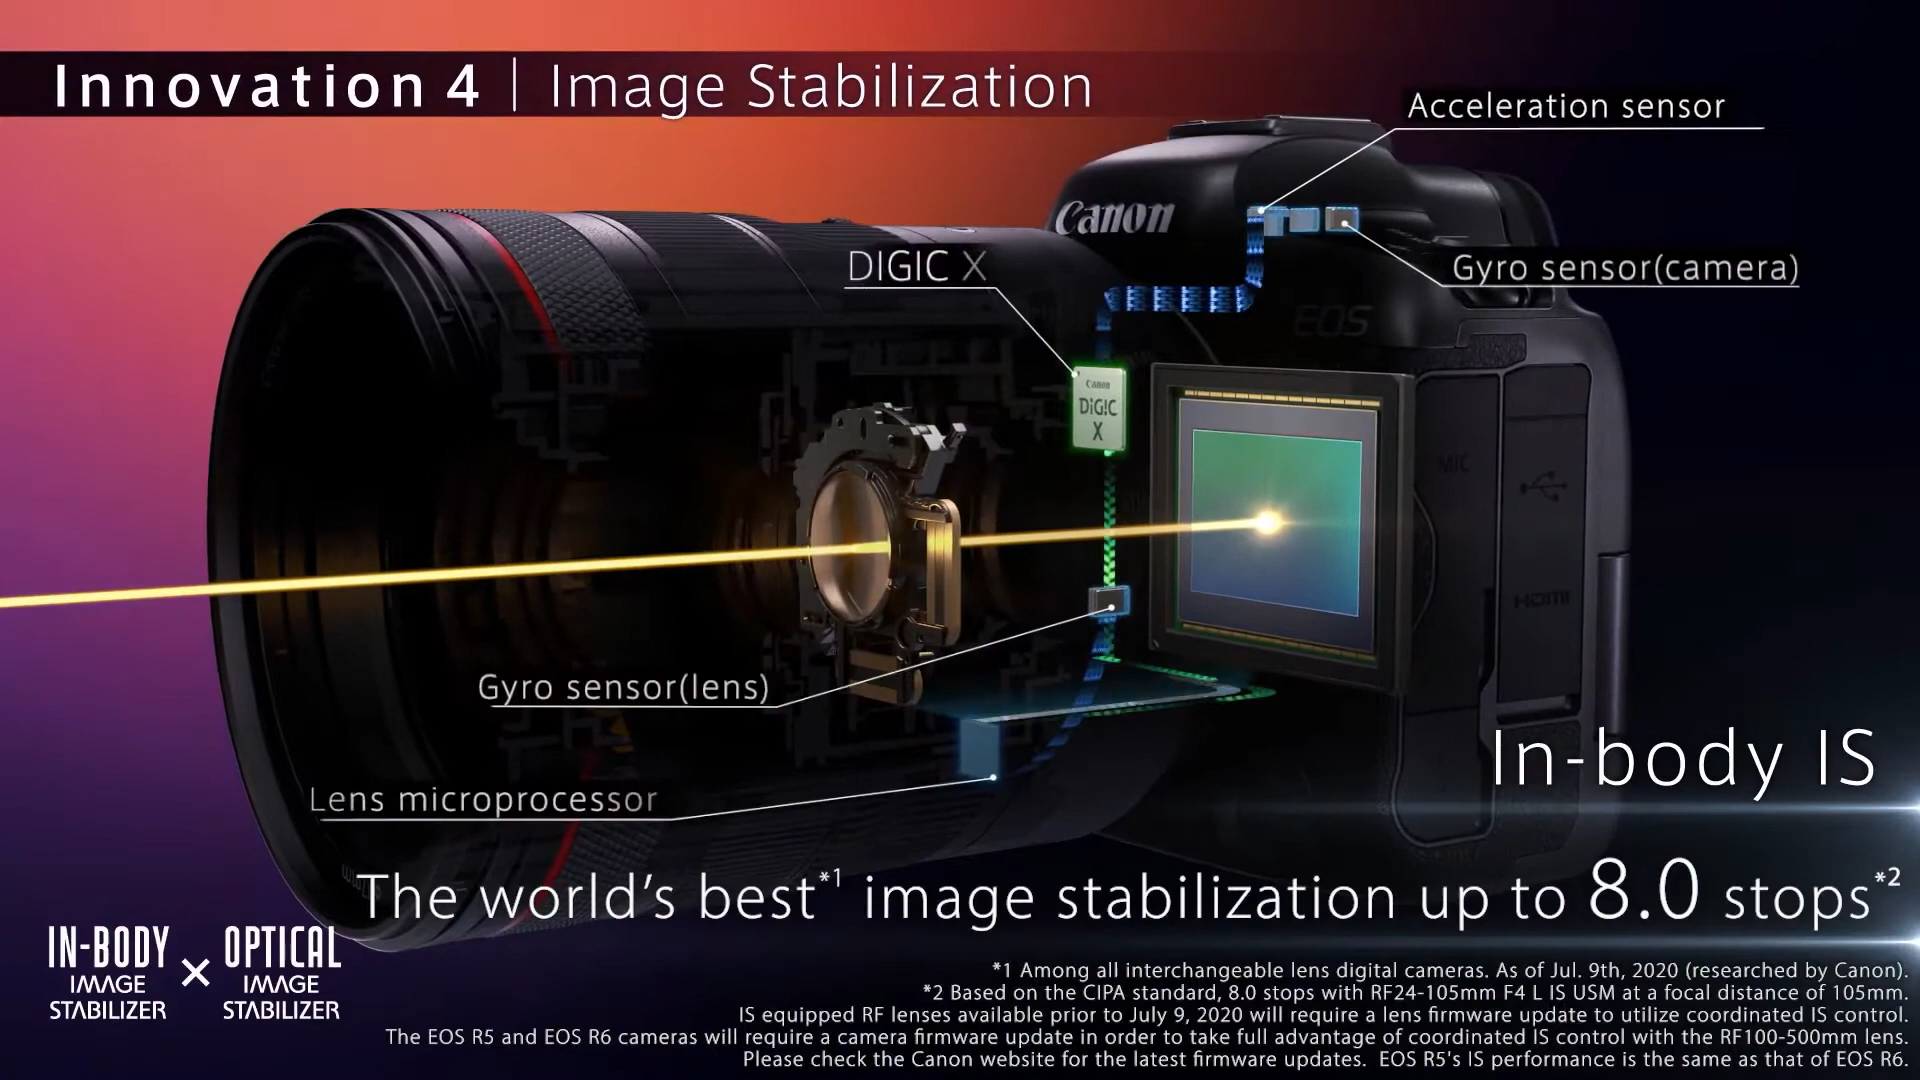 Innovation 4 | Image Stabilization
Acceleration sensor
Canon
DIGIC X
Gyro sensor(camera)
EOS
Canon
DIGIC
X
MIC
HDMI
Gyro sensor(lens)
Lens microprocessor
In-body IS
The world's best*1 image stabilization up to 8.0 stops*2
IN-BODY
IMAGE
STABILIZER
×
OPTICAL
IMAGE
STABILIZER
*1 Among all interchangeable lens digital cameras. As of Jul. 9th, 2020 (researched by Canon).
*2 Based on the CIPA standard, 8.0 stops with RF24-105mm F4 L IS USM at a focal distance of 105mm.
IS equipped RF lenses available prior to July 9, 2020 will require a lens firmware update to utilize coordinated IS control.
The EOS R5 and EOS R6 cameras will require a camera firmware update in order to take full advantage of coordinated IS control with the RF100-500mm lens.
Please check the Canon website for the latest firmware updates. EOS R5's IS performance is the same as that of EOS R6.